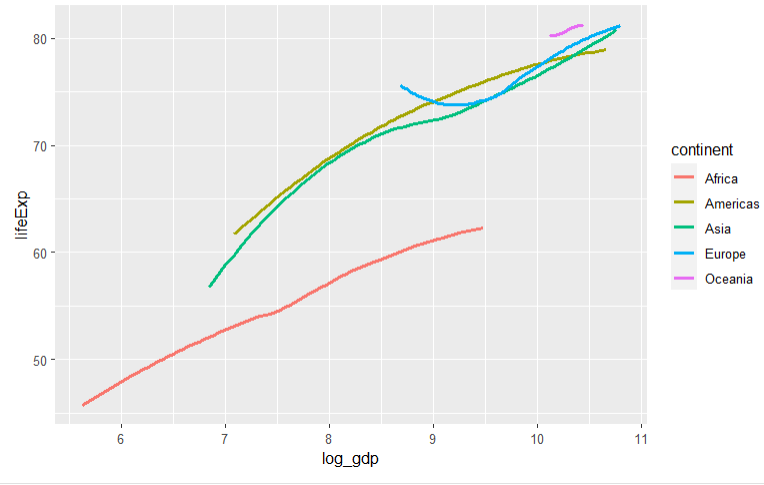 80
70
60
50
lifeExp
6 7 8 9 10 11
log_gdp
continent
Africa
Americas
Asia
Europe
Oceania